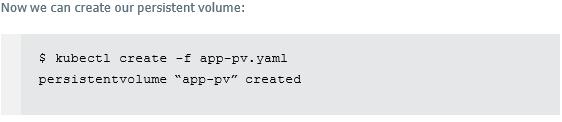 Now we can create our persistent volume:
$ kubectl create -f app-pv.yaml
persistentvolume “app-pv” created